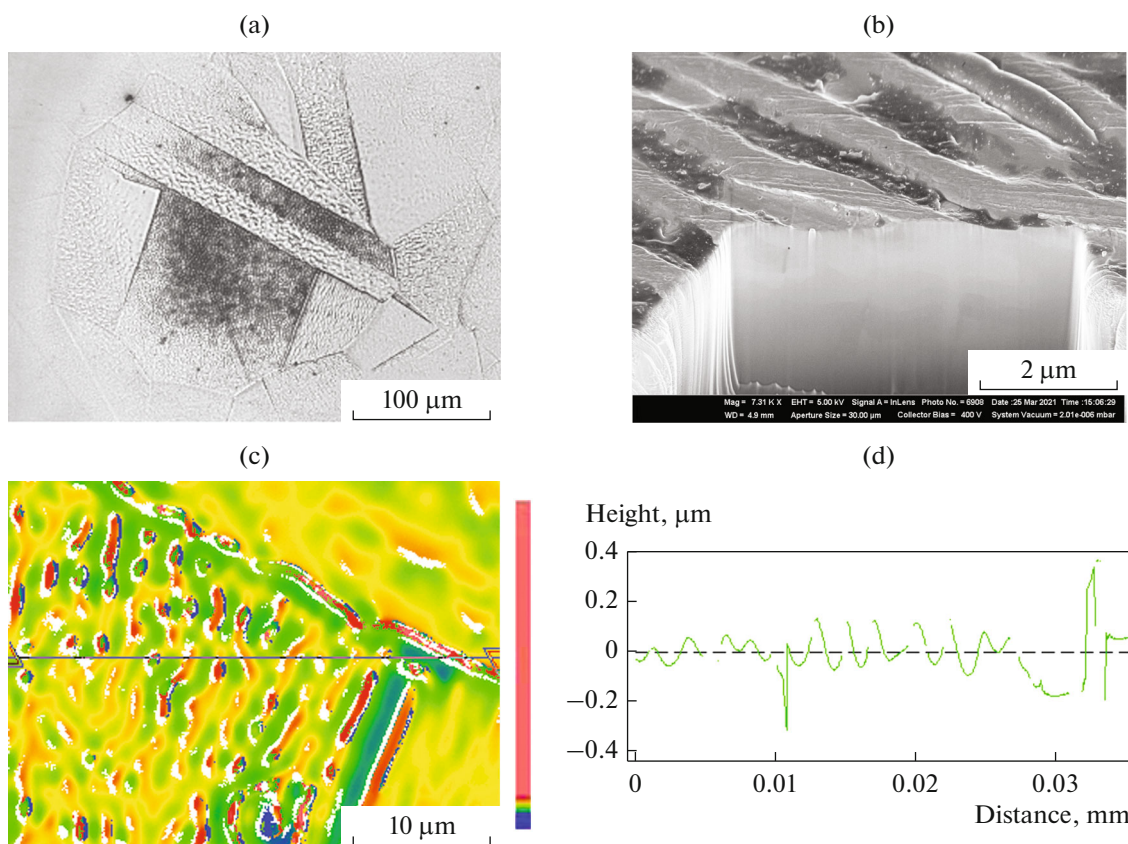 (a)
(b)
100 µm
2 µm
Mag = 7.31 K X EHT = 5.00 kV Signal A = InLens Photo No. = 6908 Date :25 Mar 2021 Time :15:06:29
WD = 4.9 mm Aperture Size = 30.00 µm Collector Bias = 400 V System Vacuum = 2.01e-006 mbar
(c)
(d)
10 µm
Height, µm
0.4
0.2
0
−0.2
−0.4
0
0.01
0.02
0.03
Distance, mm